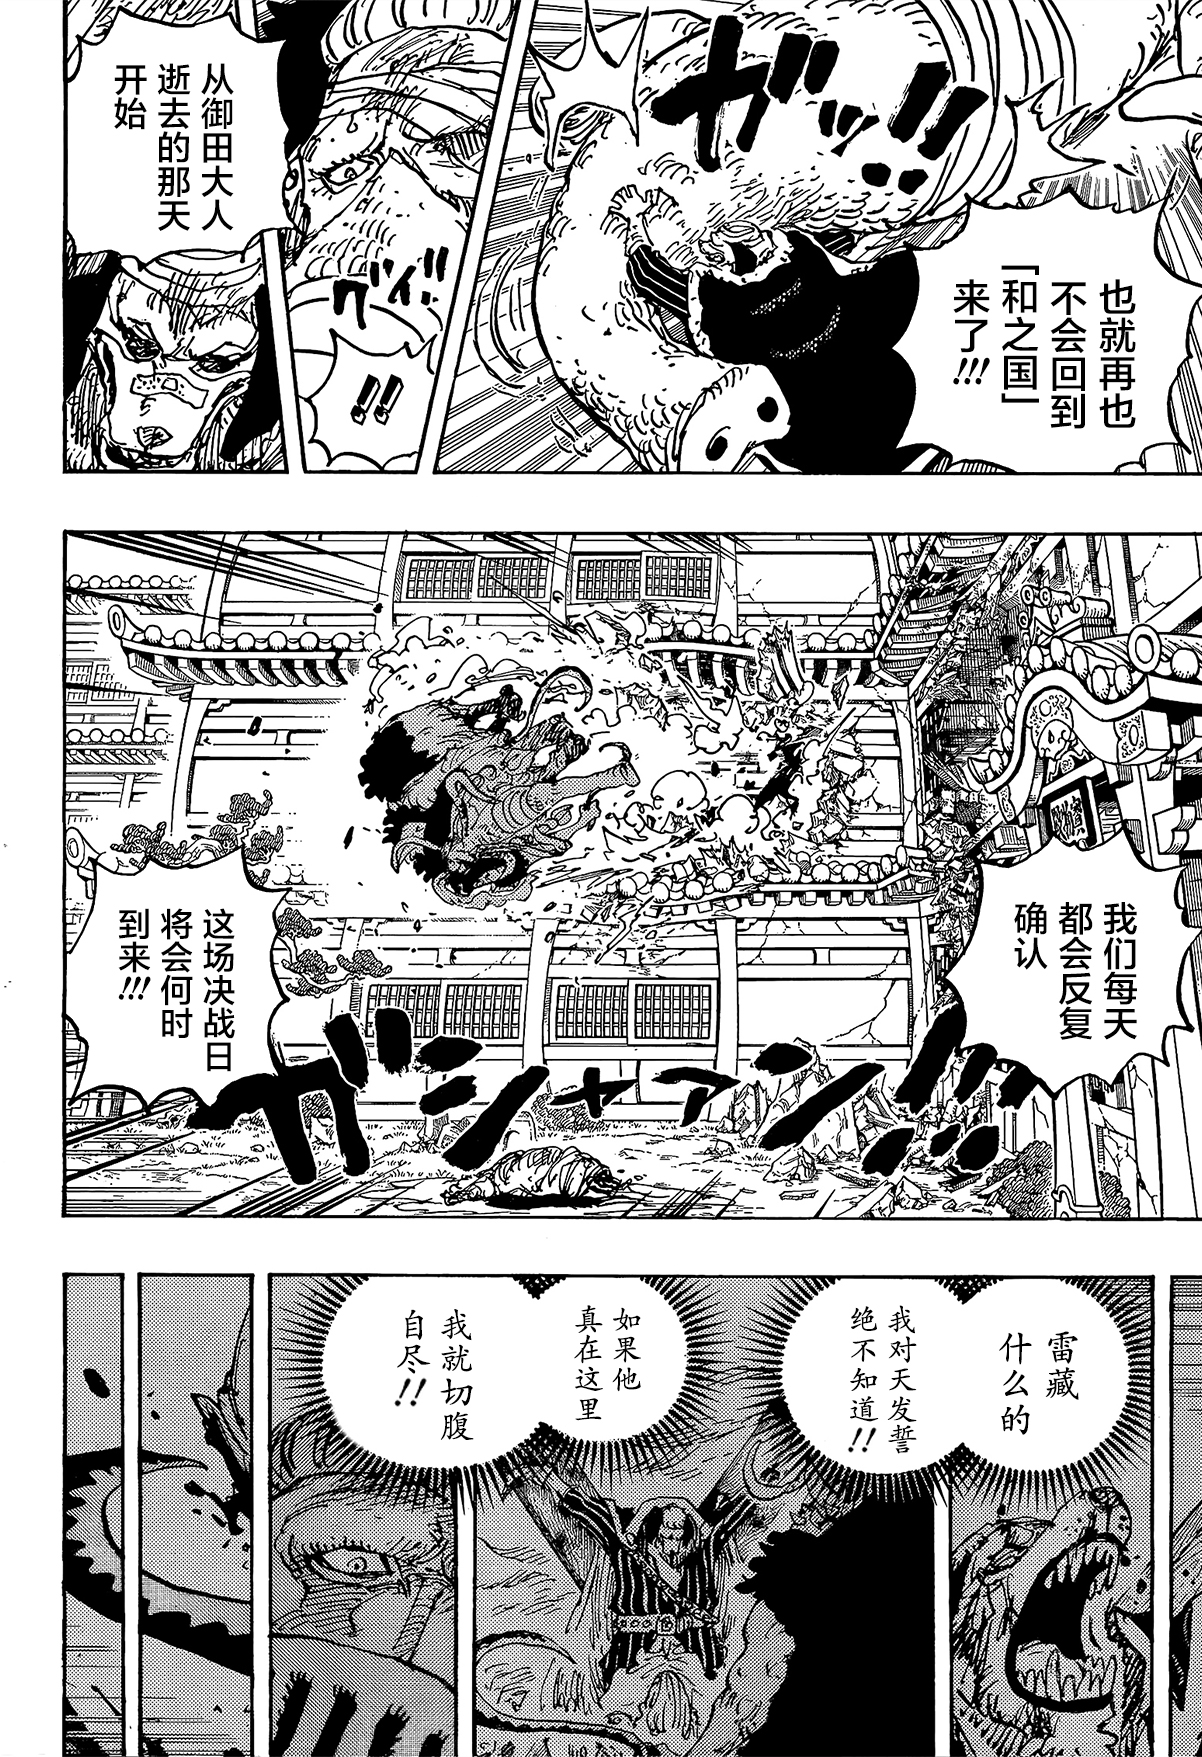 也就再也
不会回到
「和之国」
来了!!!
ガガッ!!
!!
グイ!!
从御田大人
逝去的那天
开始
我们每天
都会反复
确认
这场决战日
将会何时
到来!!!
ガシャァアン!!!
雷藏
什么的
我对天发誓
绝不知道!!
如果他
真在这里
我就切腹
自尽!!